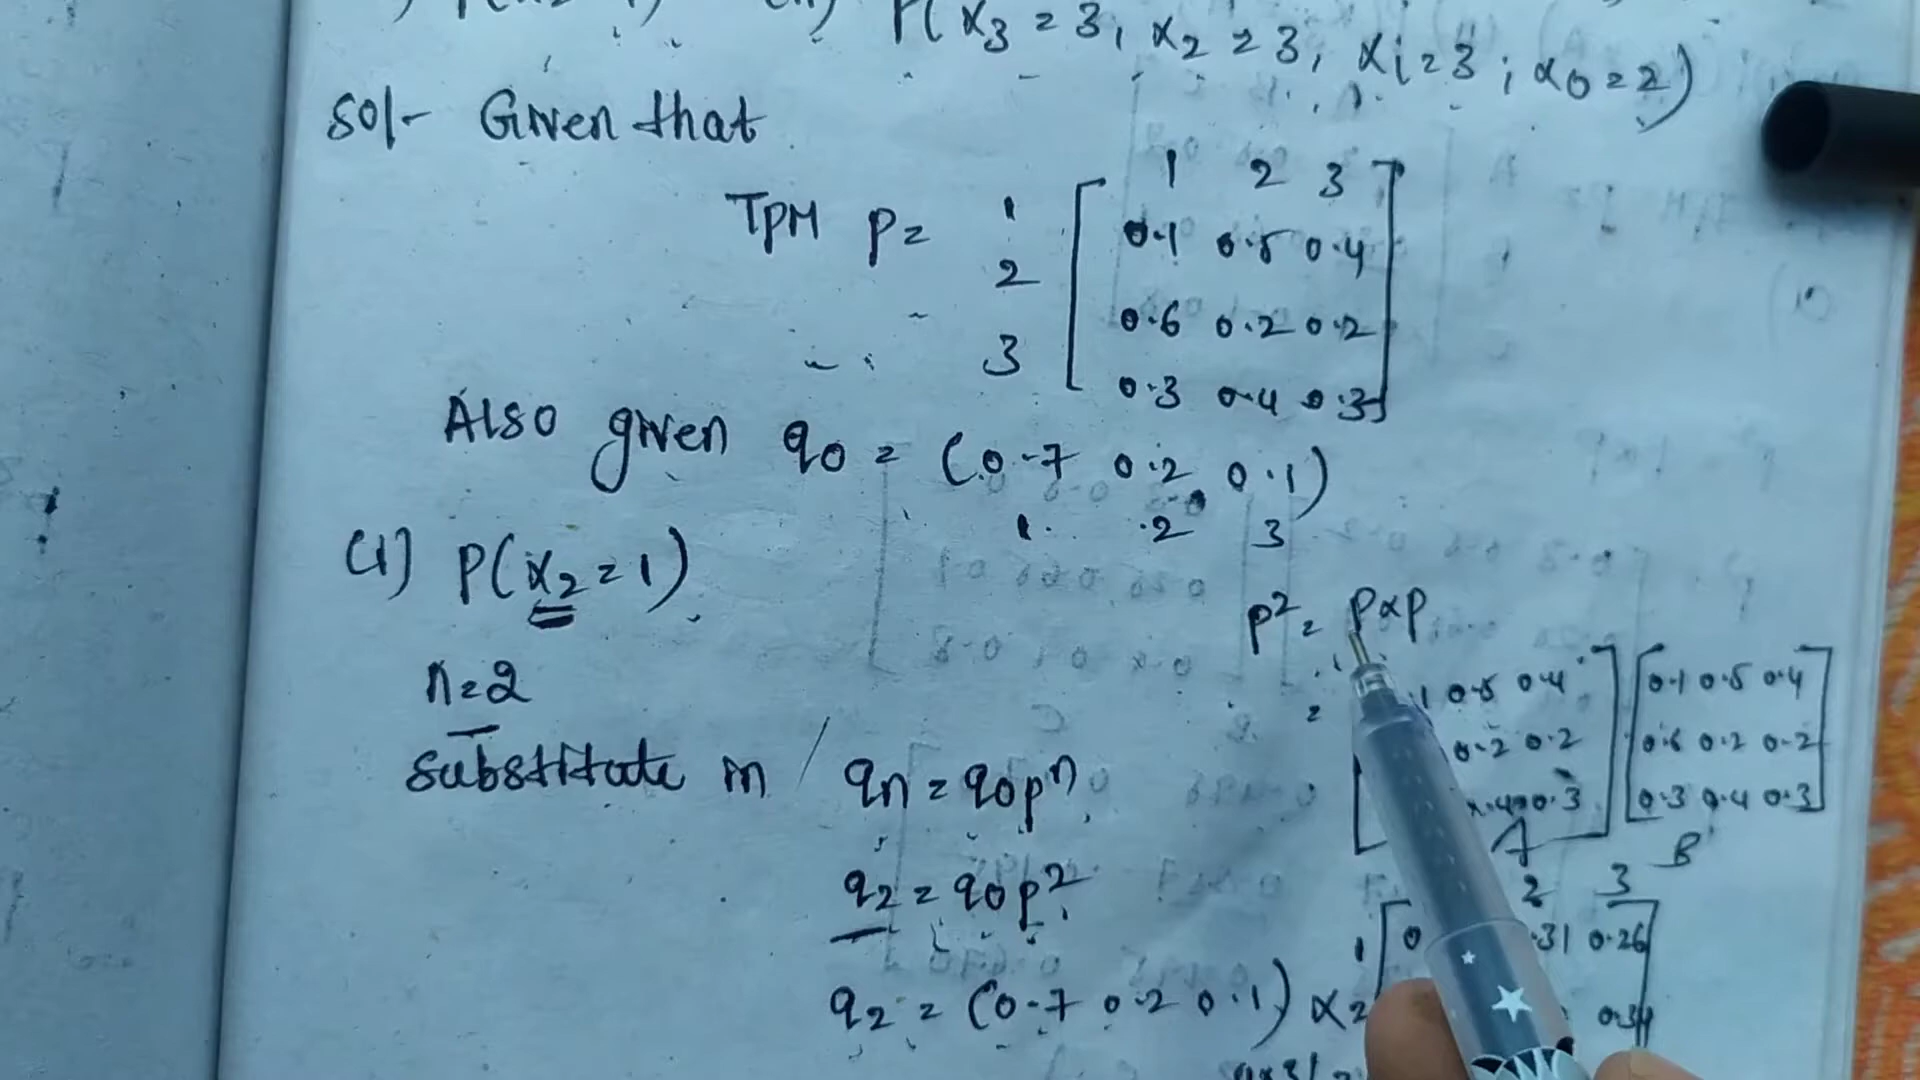 P(x3 = 3, x2 = 3, xi = 3, x0 = 2)
Sol- Given that
1 2 3
TPM P = 1 [ 0.1 0.5 0.4
2 0.6 0.2 0.2
3 0.3 0.4 0.3 ]
Also given q0 = (0.7 0.2 0.1)
1 2 3
(1) P(x2 = 1)
n = 2
substitute in qn = q0pn
q2 = q0p2
q2 = (0.7 0.2 0.1) x 2
p2 = P x P
= 1 0.5 0.4 ] [ 0.1 0.5 0.4
0.2 0.2 0.6 0.2 0.2
0.3 ] 0.3 0.4 0.3 ]
A B
2 3
1 [ 0 .31 0.26
0.34